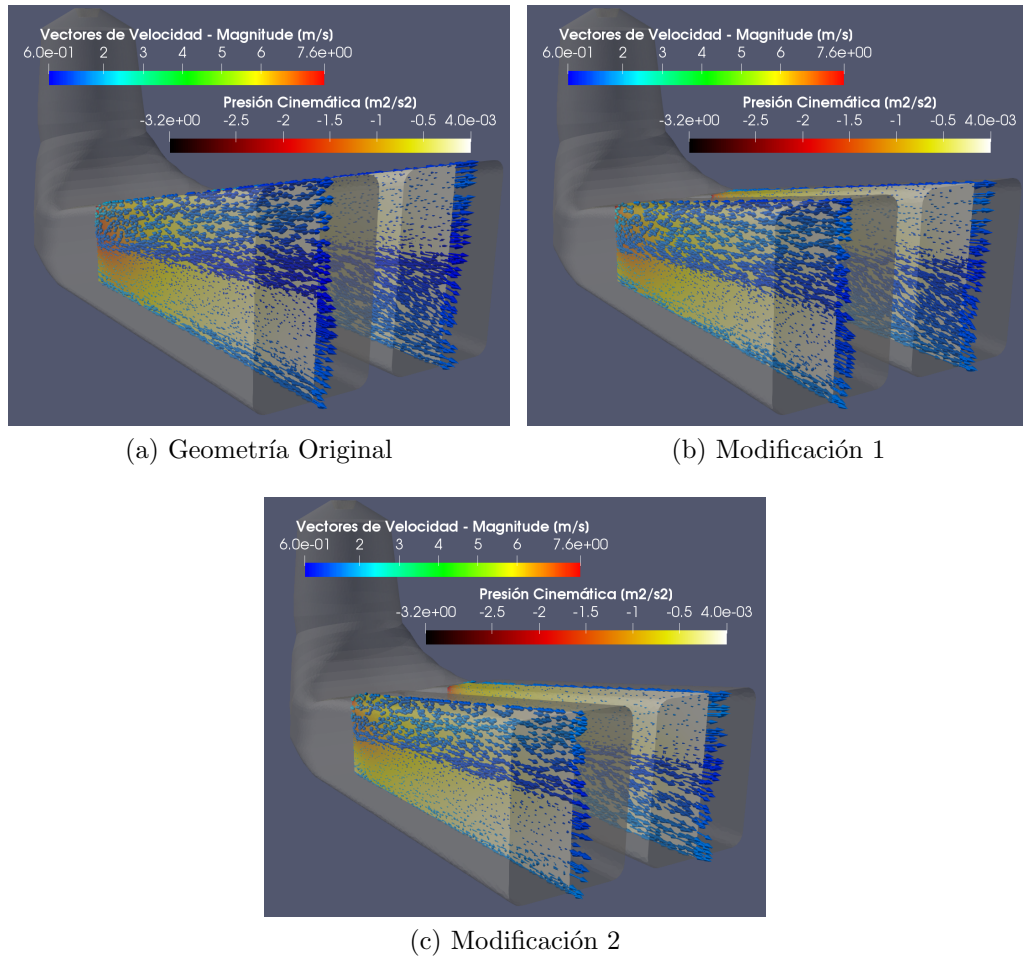 Vectores de Velocidad - Magnitude (m/s)
6.0e-01 2 3 4 5 6 7.6e+00
Presión Cinemática (m2/s2)
-3.2e+00 -2.5 -2 -1.5 -1 -0.5 4.0e-03
(a) Geometría Original
Vectores de Velocidad - Magnitude (m/s)
6.0e-01 2 3 4 5 6 7.6e+00
Presión Cinemática (m2/s2)
-3.2e+00 -2.5 -2 -1.5 -1 -0.5 4.0e-03
(b) Modificación 1
Vectores de Velocidad - Magnitude (m/s)
6.0e-01 2 3 4 5 6 7.6e+00
Presión Cinemática (m2/s2)
-3.2e+00 -2.5 -2 -1.5 -1 -0.5 4.0e-03
(c) Modificación 2